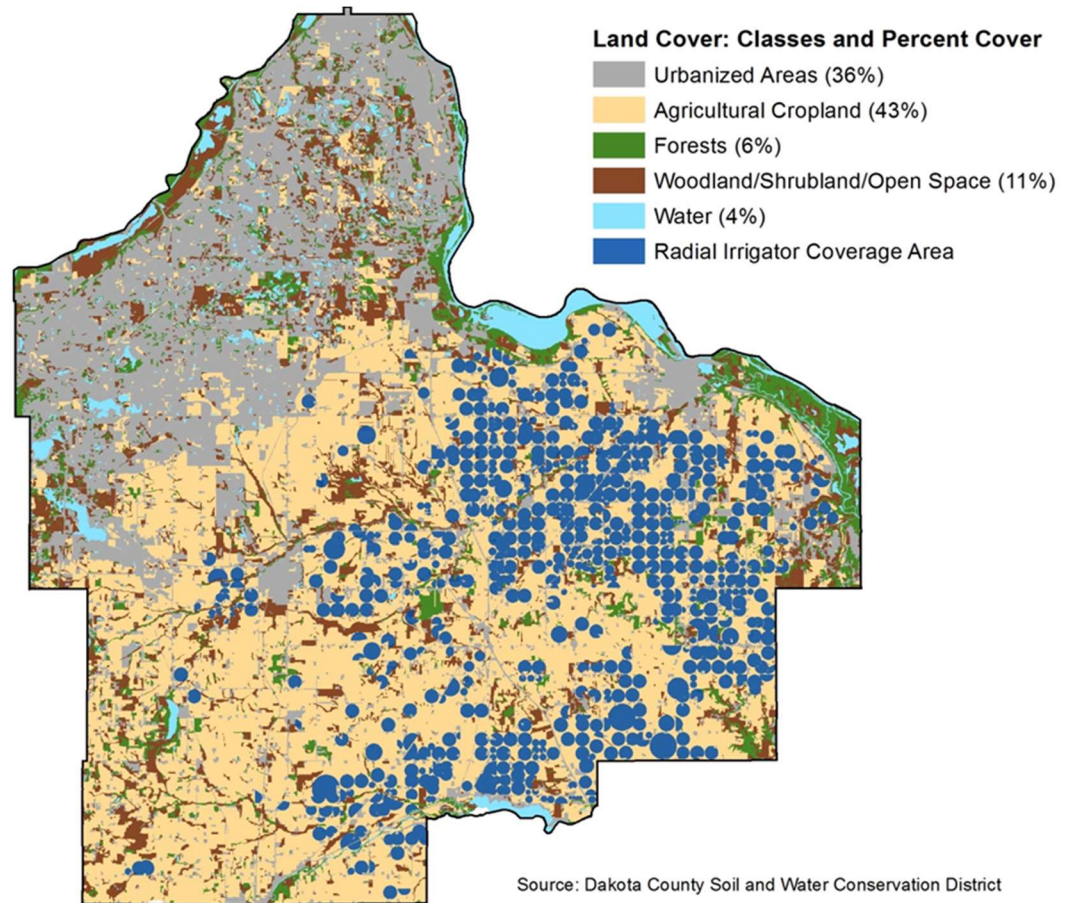 Land Cover: Classes and Percent Cover
Urbanized Areas (36%)
Agricultural Cropland (43%)
Forests (6%)
Woodland/Shrubland/Open Space (11%)
Water (4%)
Radial Irrigator Coverage Area
Source: Dakota County Soil and Water Conservation District